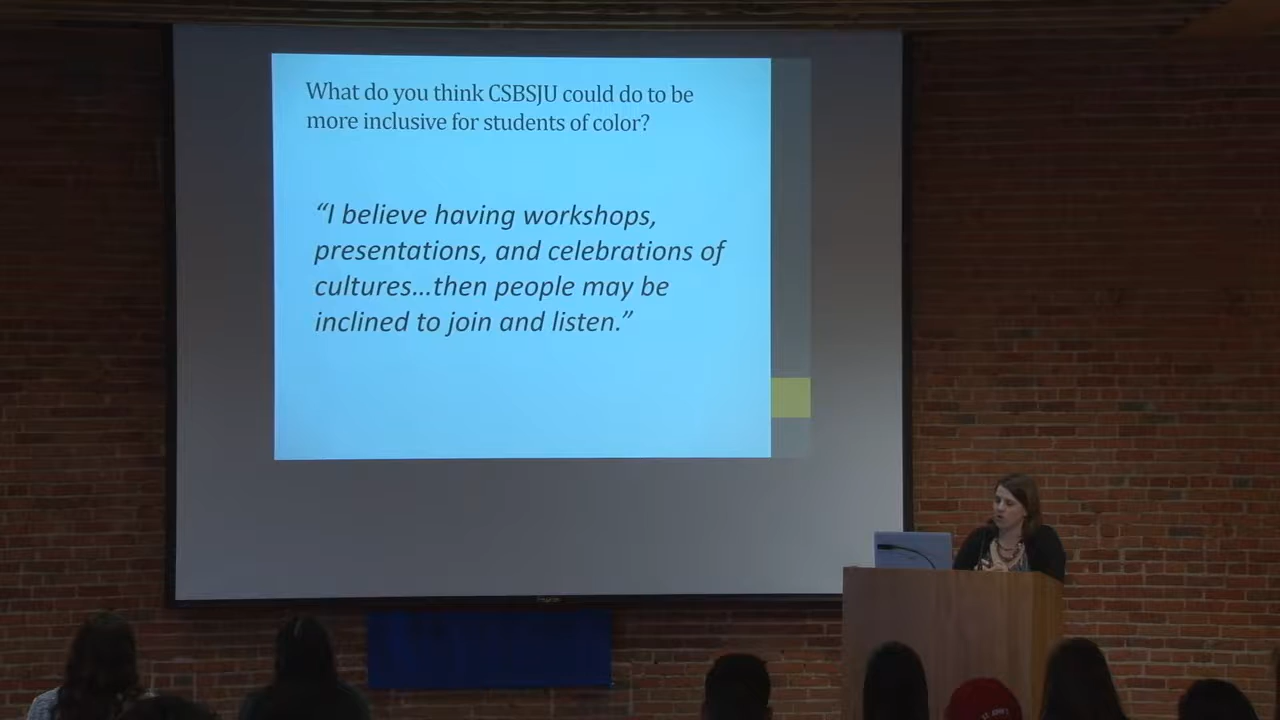 What do you think CSBSJU could do to be
more inclusive for students of color?
“I believe having workshops,
presentations, and celebrations of
cultures…then people may be
inclined to join and listen.”